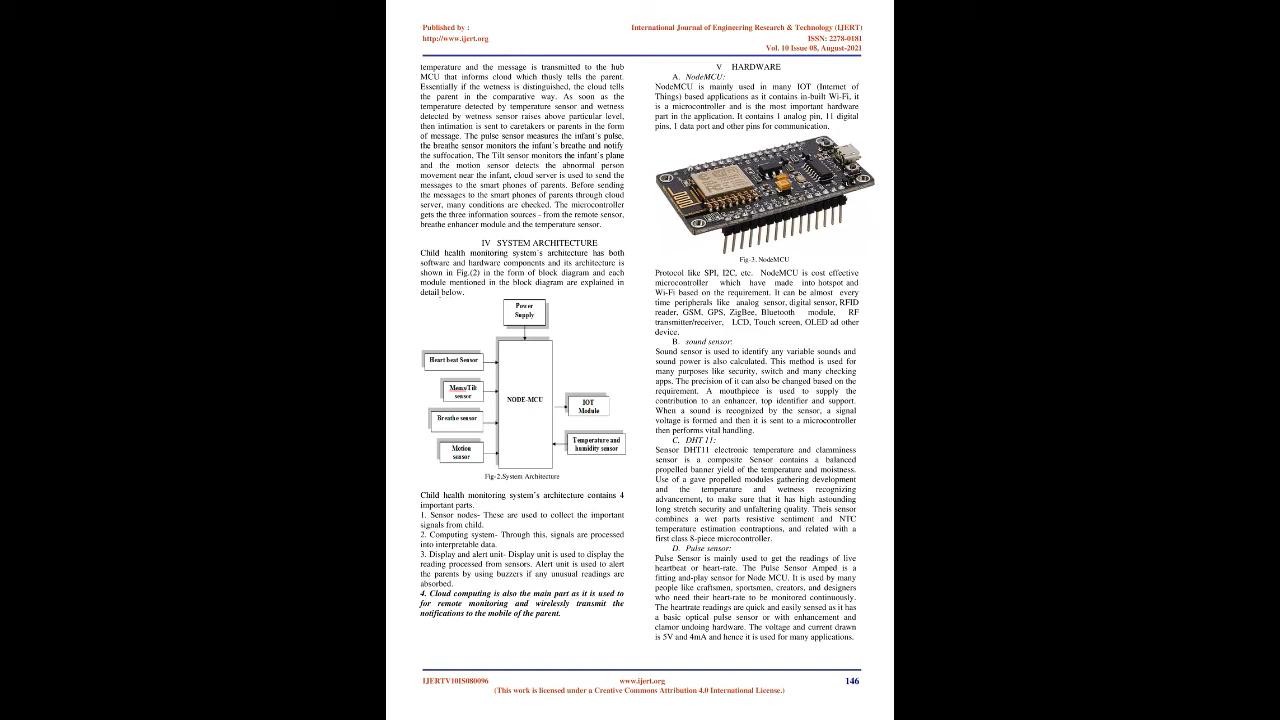 Published by :
http://www.ijert.org
International Journal of Engineering Research & Technology (IJERT)
ISSN: 2278-0181
Vol. 10 Issue 08, August-2021
temperature and the message is transmitted to the hub
MCU that informs cloud which thusly tells the parent.
Essentially if the wetness is distinguished, the cloud tells
the parent in the comparative way. As soon as the
temperature detected by temperature sensor and wetness
detected by wetness sensor raises above particular level,
then intimation is sent to caretakers or parents in the form
of message. The pulse sensor measures the infant's pulse,
the breathe sensor monitors the infant's breathe and notify
the suffocation. The Tilt sensor monitors the infant's plane
and the motion sensor detects the abnormal person
movement near the infant, cloud server is used to send the
messages to the smart phones of parents. Before sending
the messages to the smart phones of parents through cloud
server, many conditions are checked. The microcontroller
gets the three information sources - from the remote sensor,
breathe enhancer module and the temperature sensor.
IV SYSTEM ARCHITECTURE
Child health monitoring system's architecture has both
software and hardware components and its architecture is
shown in Fig.(2) in the form of block diagram and each
module mentioned in the block diagram are explained in
detail below.
Power
Supply
Heart beat Sensor
Mems/Tilt
sensor
Breathe sensor
Motion
sensor
NODE-MCU
IOT
Module
Temperature and
humidity sensor
Fig-2.System Architecture
Child health monitoring system's architecture contains 4
important parts.
1. Sensor nodes- These are used to collect the important
signals from child.
2. Computing system- Through this, signals are processed
into interpretable data.
3. Display and alert unit- Display unit is used to display the
reading processed from sensors. Alert unit is used to alert
the parents by using buzzers if any unusual readings are
absorbed.
4. Cloud computing is also the main part as it is used to
for remote monitoring and wirelessly transmit the
notifications to the mobile of the parent.
V HARDWARE
A. NodeMCU:
NodeMCU is mainly used in many IOT (Internet of
Things) based applications as it contains in-built Wi-Fi, it
is a microcontroller and is the most important hardware
part in the application. It contains 1 analog pin, 11 digital
pins, 1 data port and other pins for communication.
Fig-3. NodeMCU
Protocol like SPI, I2C, etc. NodeMCU is cost effective
microcontroller which have made into hotspot and
Wi-Fi based on the requirement. It can be almost every
time peripherals like analog sensor, digital sensor, RFID
reader, GSM, GPS, ZigBee, Bluetooth module, RF
transmitter/receiver, LCD, Touch screen, OLED ad other
device.
B. sound sensor:
Sound sensor is used to identify any variable sounds and
sound power is also calculated. This method is used for
many purposes like security, switch and many checking
apps. The precision of it can also be changed based on the
requirement. A mouthpiece is used to supply the
contribution to an enhancer, top identifier and support.
When a sound is recognized by the sensor, a signal
voltage is formed and then it is sent to a microcontroller
then performs vital handling.
C. DHT 11:
Sensor DHT11 electronic temperature and clamminess
sensor is a composite Sensor contains a balanced
propelled banner yield of the temperature and moistness.
Use of a gave propelled modules gathering development
and the temperature and wetness recognizing
advancement, to make sure that it has high astounding
long stretch security and unfaltering quality. Theis sensor
combines a wet parts resistive sentiment and NTC
temperature estimation contraptions, and related with a
first class 8-piece microcontroller.
D. Pulse sensor:
Pulse Sensor is mainly used to get the readings of live
heartbeat or heart-rate. The Pulse Sensor Amped is a
fitting and-play sensor for Node MCU. It is used by many
people like craftsmen, sportsmen, creators, and designers
who need their heart-rate to be monitored continuously.
The heartrate readings are quick and easily sensed as it has
a basic optical pulse sensor or with enhancement and
clamor undoing hardware. The voltage and current drawn
is 5V and 4mA and hence it is used for many applications.
IJERTV10IS080096
www.ijert.org
146
(This work is licensed under a Creative Commons Attribution 4.0 International License.)